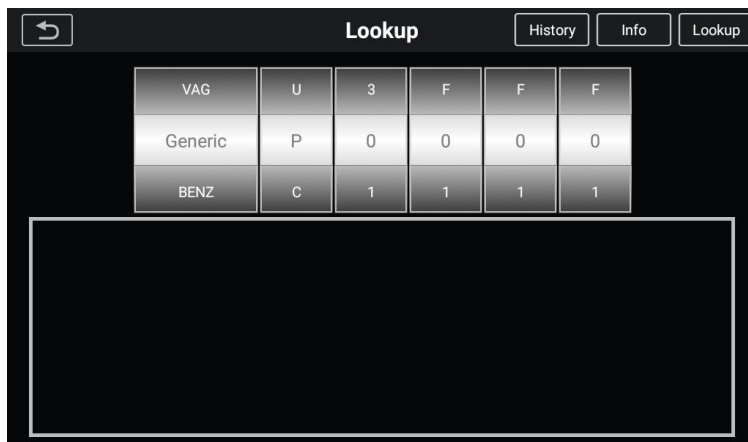 Lookup History Info Lookup
VAG U 3 F F F
Generic P 0 0 0 0
BENZ C 1 1 1 1